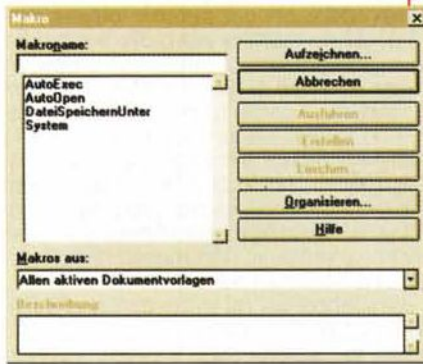 Makro
Makroname:
Aufzeichnen...
AutoExec
AutoOpen
DateiSpeichernUnter
System
Abbrechen
Ausführen
Erstellen
Löschen
Organisieren...
Hilfe
Makros aus:
Allen aktiven Dokumentvorlagen
Beschreibung: